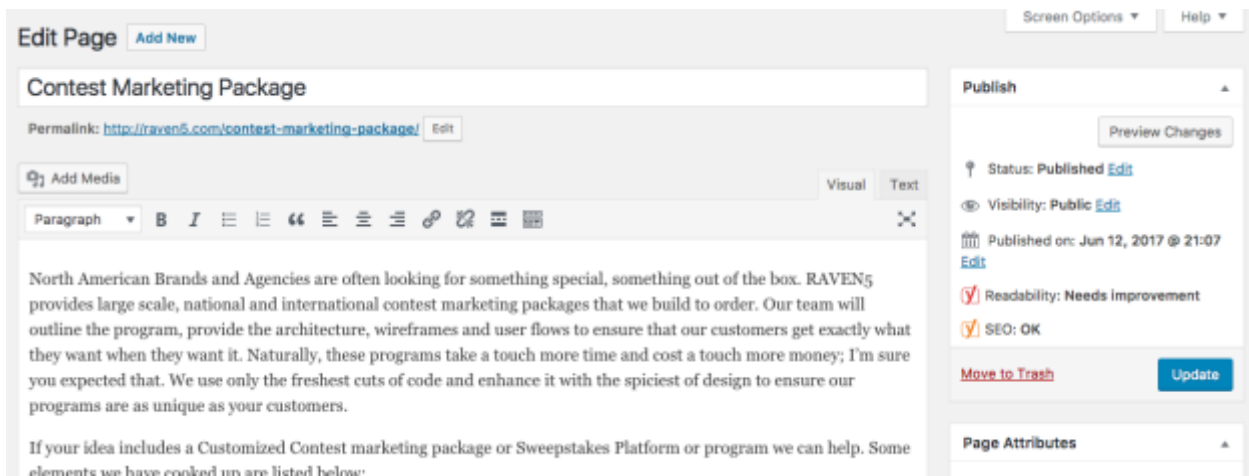 Screen Options Help
Edit Page Add New
Contest Marketing Package
Permalink: http://raven5.com/contest-marketing-package/ Edit
Add Media
Visual Text
Paragraph B I
North American Brands and Agencies are often looking for something special, something out of the box. RAVEN5
provides large scale, national and international contest marketing packages that we build to order. Our team will
outline the program, provide the architecture, wireframes and user flows to ensure that our customers get exactly what
they want when they want it. Naturally, these programs take a touch more time and cost a touch more money; I'm sure
you expected that. We use only the freshest cuts of code and enhance it with the spiciest of design to ensure our
programs are as unique as your customers.
If your idea includes a Customized Contest marketing package or Sweepstakes Platform or program we can help. Some
elements we have cooked up are listed below:
Publish
Preview Changes
Status: Published Edit
Visibility: Public Edit
Published on: Jun 12, 2017 @ 21:07
Edit
Readability: Needs improvement
SEO: OK
Move to Trash Update
Page Attributes